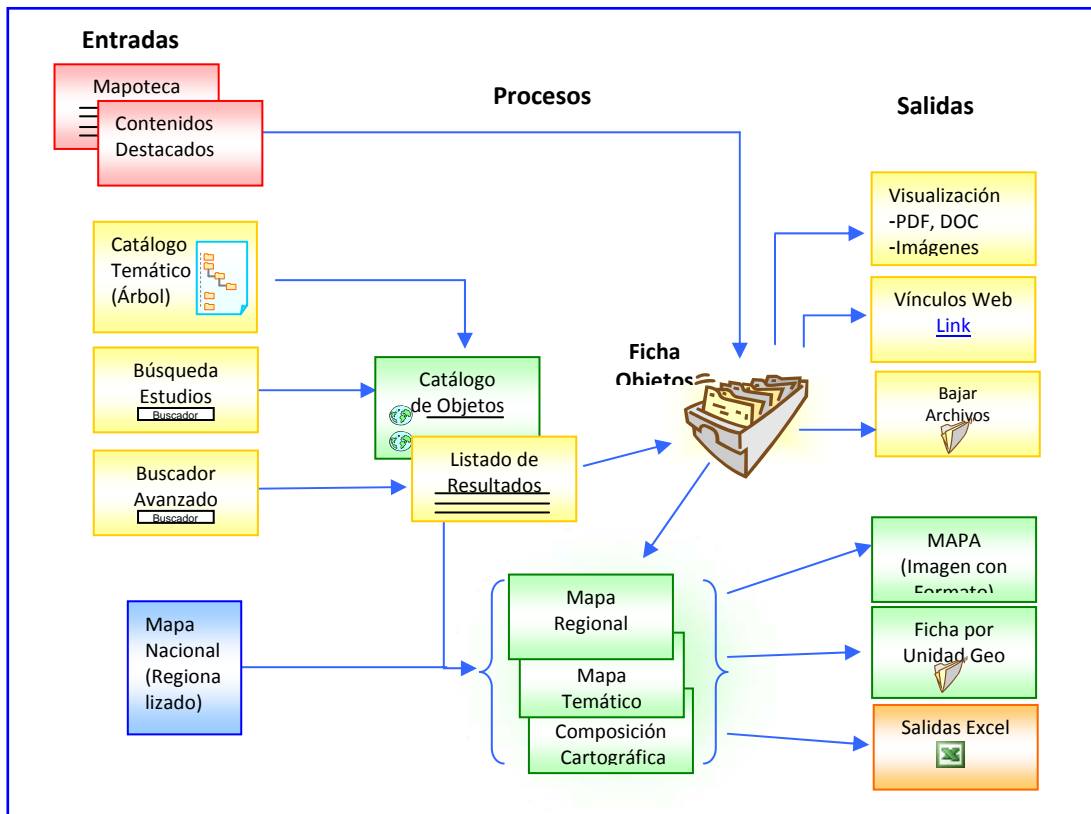 Entradas
Procesos
Salidas
Mapoteca
Contenidos
Destacados
Catálogo
Temático
(Árbol)
Búsqueda
Estudios
Buscador
Buscador
Avanzado
Buscador
Mapa
Nacional
(Regiona
lizado)
Catálogo
de Objetos
Listado de
Resultados
Ficha
Objetos
Mapa
Regional
Mapa
Temático
Composición
Cartográfica
Visualización
-PDF, DOC
-Imágenes
Vínculos Web
Link
Bajar
Archivos
MAPA
(Imagen con
Formato)
Ficha por
Unidad Geo
Salidas Excel